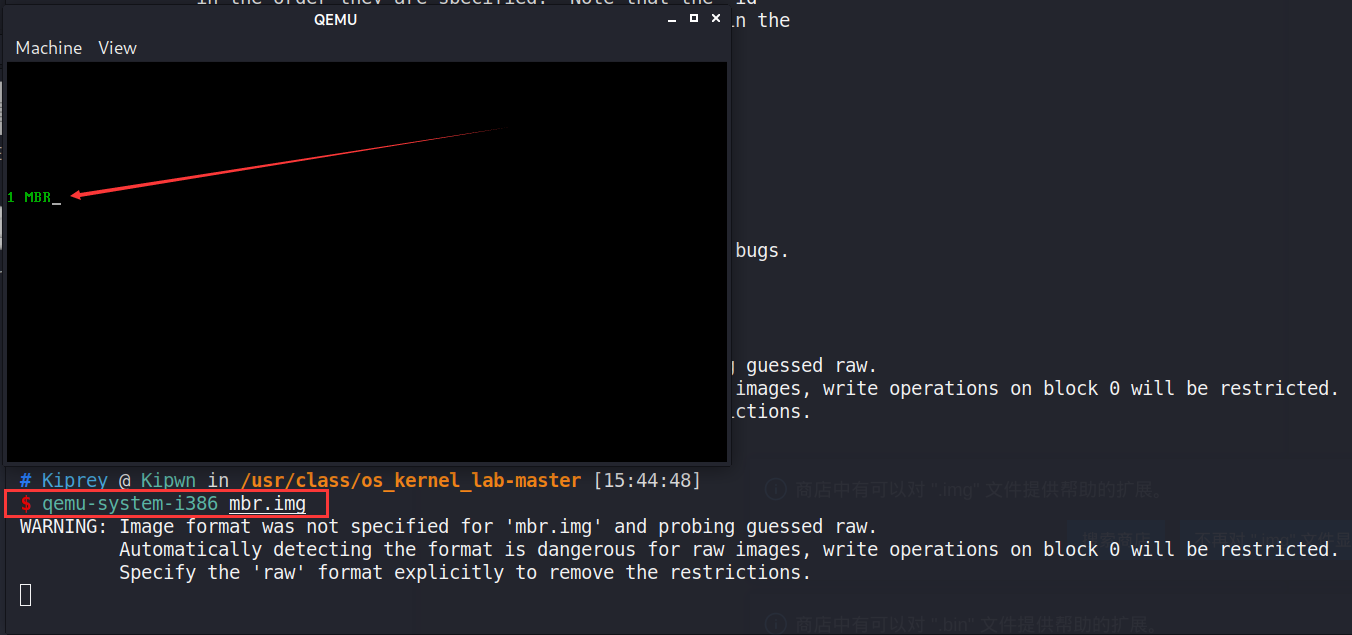 in the order they are specified. Note that the 'id
QEMU
in the
Machine View
1 MBR_
bugs.
g guessed raw.
images, write operations on block 0 will be restricted.
ictions.
# Kiprey @ Kipwn in /usr/class/os_kernel_lab-master [15:44:48]
$ qemu-system-i386 mbr.img
商店中有可以对 ".img" 文件提供帮助的扩展。
WARNING: Image format was not specified for 'mbr.img' and probing guessed raw.
Automatically detecting the format is dangerous for raw images, write operations on block 0 will be restricted.
Specify the 'raw' format explicitly to remove the restrictions.
商店中有可以对 ".bin" 文件提供帮助的扩展。